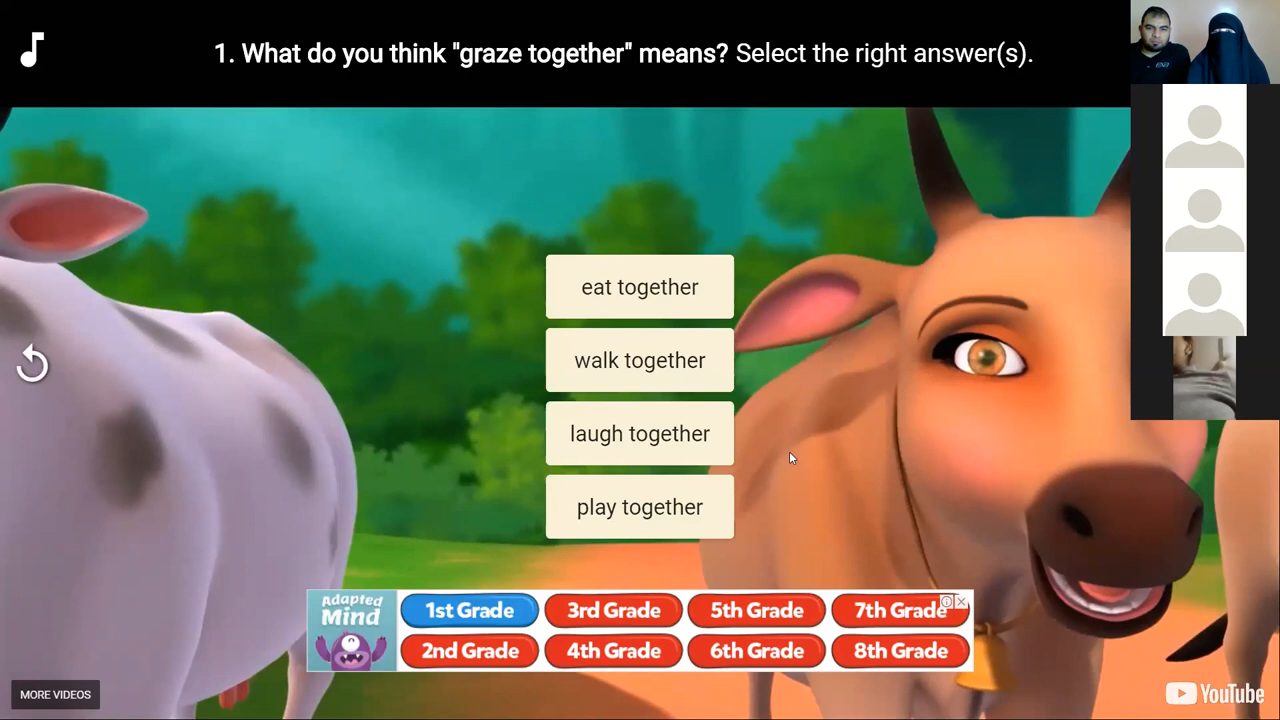 1. What do you think "graze together" means? Select the right answer(s).
eat together
walk together
laugh together
play together
Adapted
Mind
1st Grade
3rd Grade
5th Grade
7th Grade
2nd Grade
4th Grade
6th Grade
8th Grade
MORE VIDEOS
YouTube